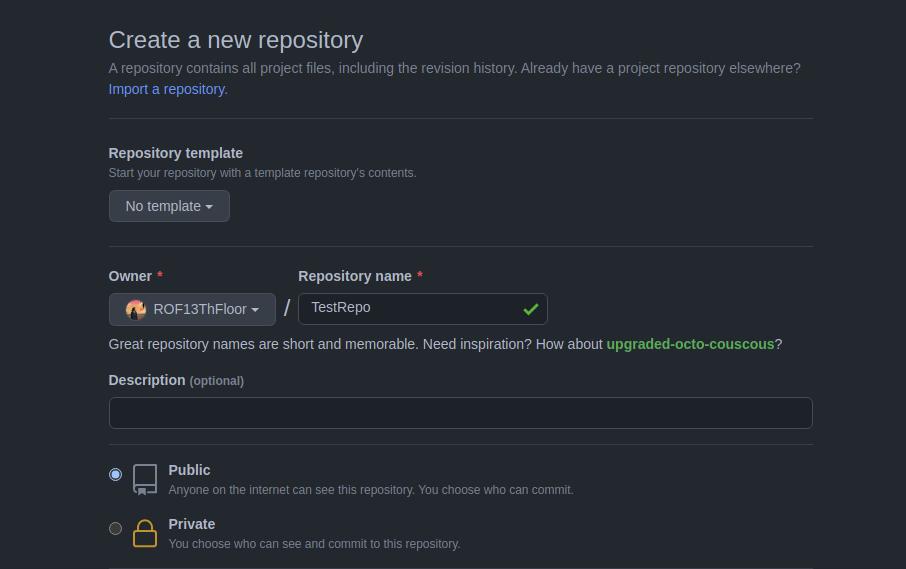 Create a new repository
A repository contains all project files, including the revision history. Already have a project repository elsewhere?
Import a repository.
Repository template
Start your repository with a template repository's contents.
No template
Owner * Repository name *
ROF13ThFloor / TestRepo
Great repository names are short and memorable. Need inspiration? How about upgraded-octo-couscous?
Description (optional)
Public
Anyone on the internet can see this repository. You choose who can commit.
Private
You choose who can see and commit to this repository.